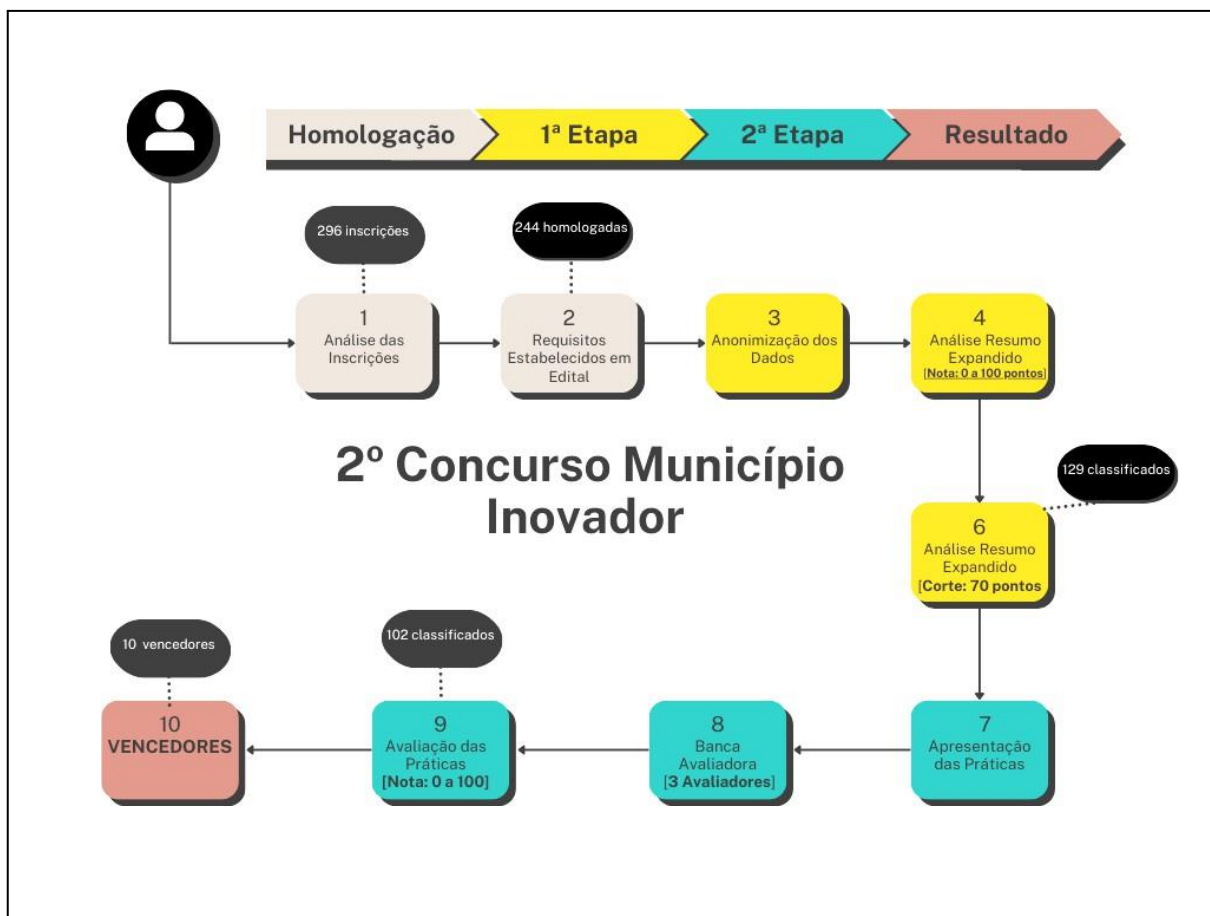 Homologação
1ª Etapa
2ª Etapa
Resultado
296 inscrições
244 homologadas
1
Análise das
Inscrições
2
Requisitos
Estabelecidos em
Edital
3
Anonimização dos
Dados
4
Análise Resumo
Expandido
[Nota: 0 a 100 pontos]
2º Concurso Município
Inovador
129 classificados
6
Análise Resumo
Expandido
[Corte: 70 pontos
10 vencedores
102 classificados
10
VENCEDORES
9
Avaliação das
Práticas
[Nota: 0 a 100]
8
Banca
Avaliadora
[3 Avaliadores]
7
Apresentação
das Práticas